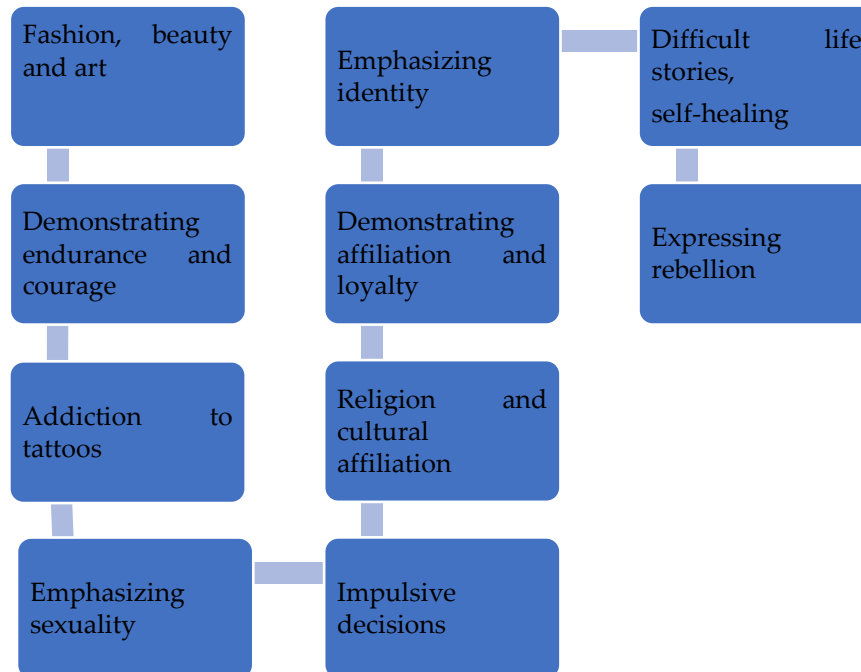 Fashion, beauty
and art
Demonstrating
endurance and
courage
Addiction to
tattoos
Emphasizing
sexuality
Impulsive
decisions
Religion and
cultural
affiliation
Demonstrating
affiliation and
loyalty
Emphasizing
identity
Difficult life
stories,
self-healing
Expressing
rebellion